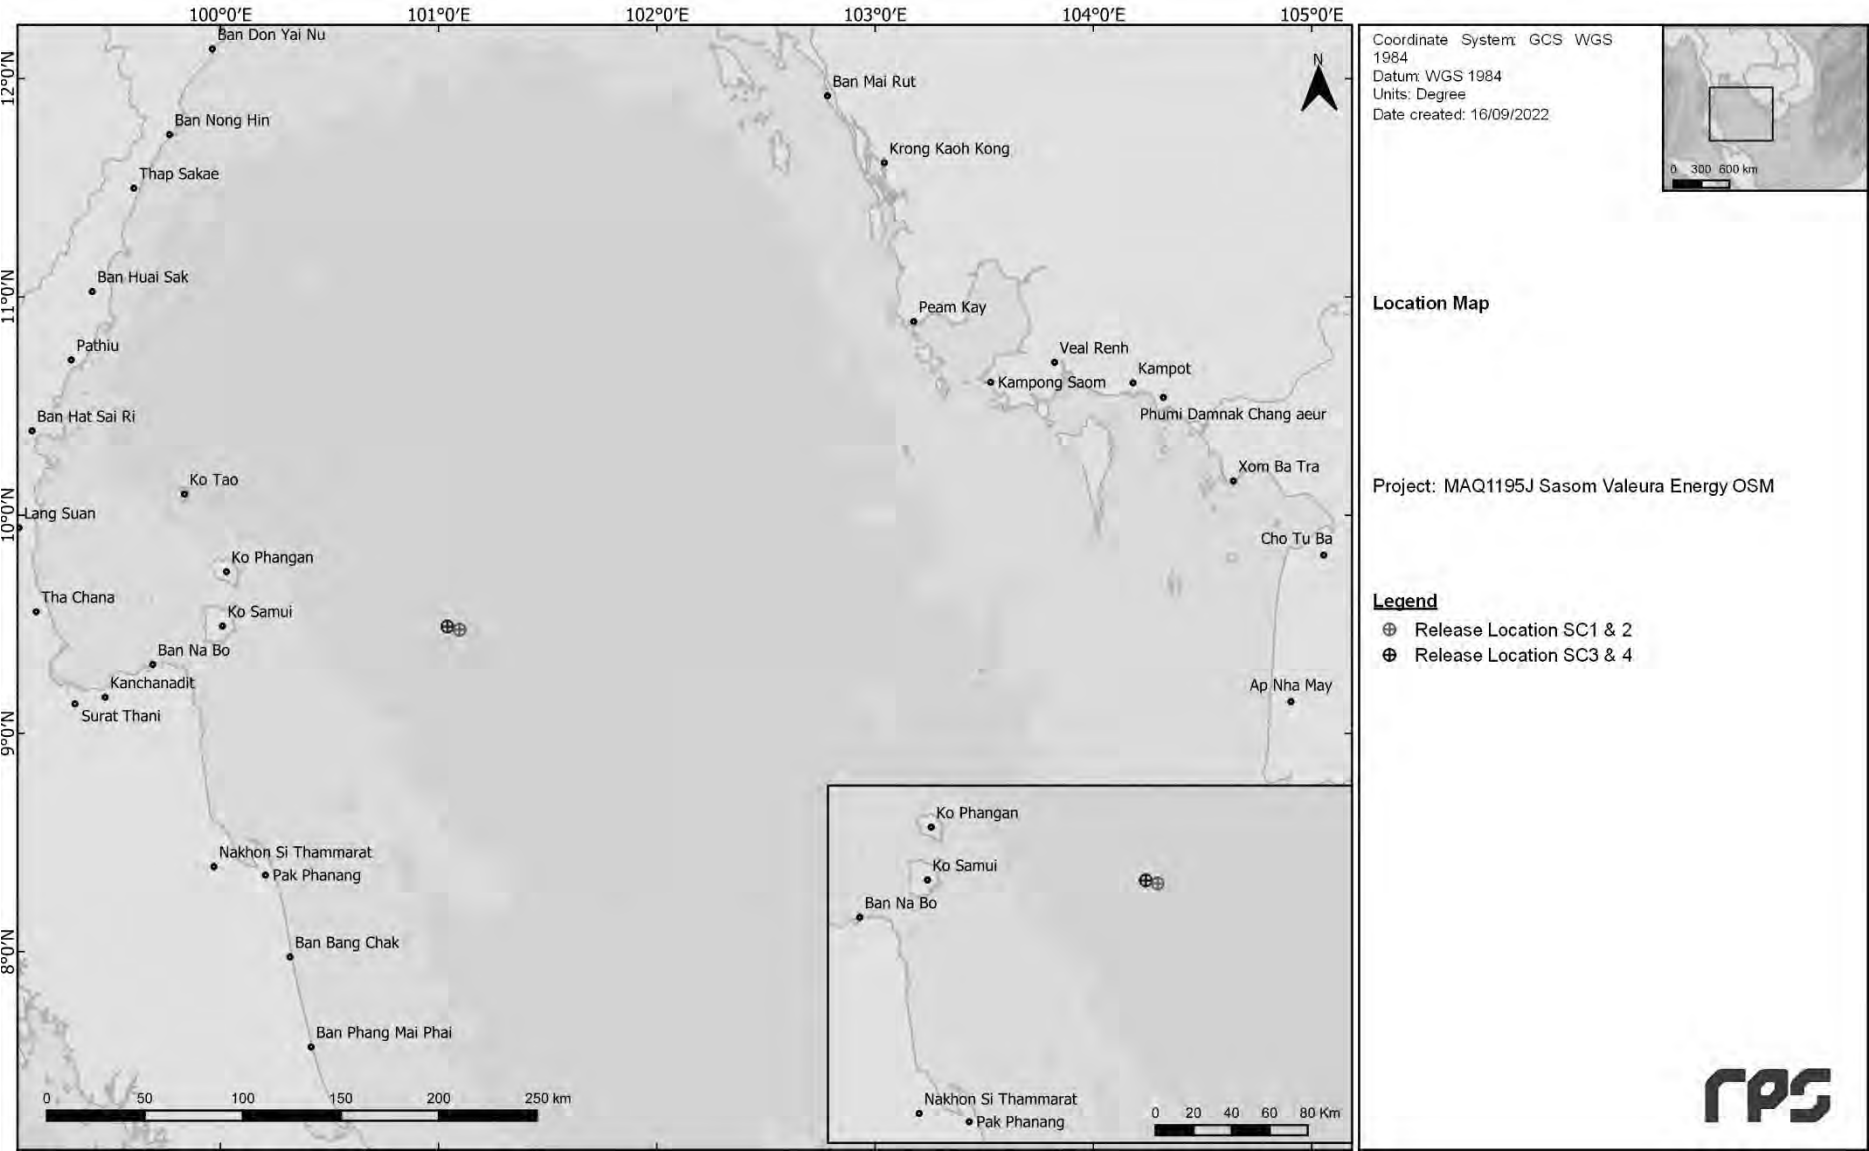 100°0'E 101°0'E 102°0'E 103°0'E 104°0'E 105°0'E
12°0'N
11°0'N
10°0'N
9°0'N
8°0'N
Ban Don Yai Nu
Ban Mai Rut
Ban Nong Hin
Krong Kaoh Kong
Thap Sakae
Ban Huai Sak
Peam Kay
Pathiu
Veal Renh
Kampot
Kampong Saom
Phumi Damnak Chang aeur
Ban Hat Sai Ri
Xom Ba Tra
Ko Tao
Lang Suan
Cho Tu Ba
Ko Phangan
Tha Chana
Ko Samui
Ban Na Bo
Kanchanadit
Ap Nha May
Surat Thani
Nakhon Si Thammarat
Pak Phanang
Ban Bang Chak
Ban Phang Mai Phai
0 50 100 150 200 250 km
N
Ko Phangan
Ko Samui
Ban Na Bo
Nakhon Si Thammarat
Pak Phanang
0 20 40 60 80 Km
Coordinate System: GCS WGS
1984
Datum: WGS 1984
Units: Degree
Date created: 16/09/2022
0 300 600 km
Location Map
Project: MAQ1195J Sasom Valeura Energy OSM
Legend
Release Location SC1 & 2
Release Location SC3 & 4
rps